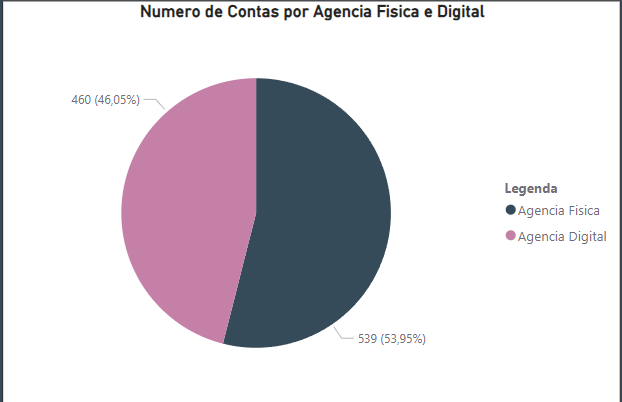 Numero de Contas por Agencia Fisica e Digital
460 (46,05%)
Legenda
Agencia Fisica
Agencia Digital
539 (53,95%)